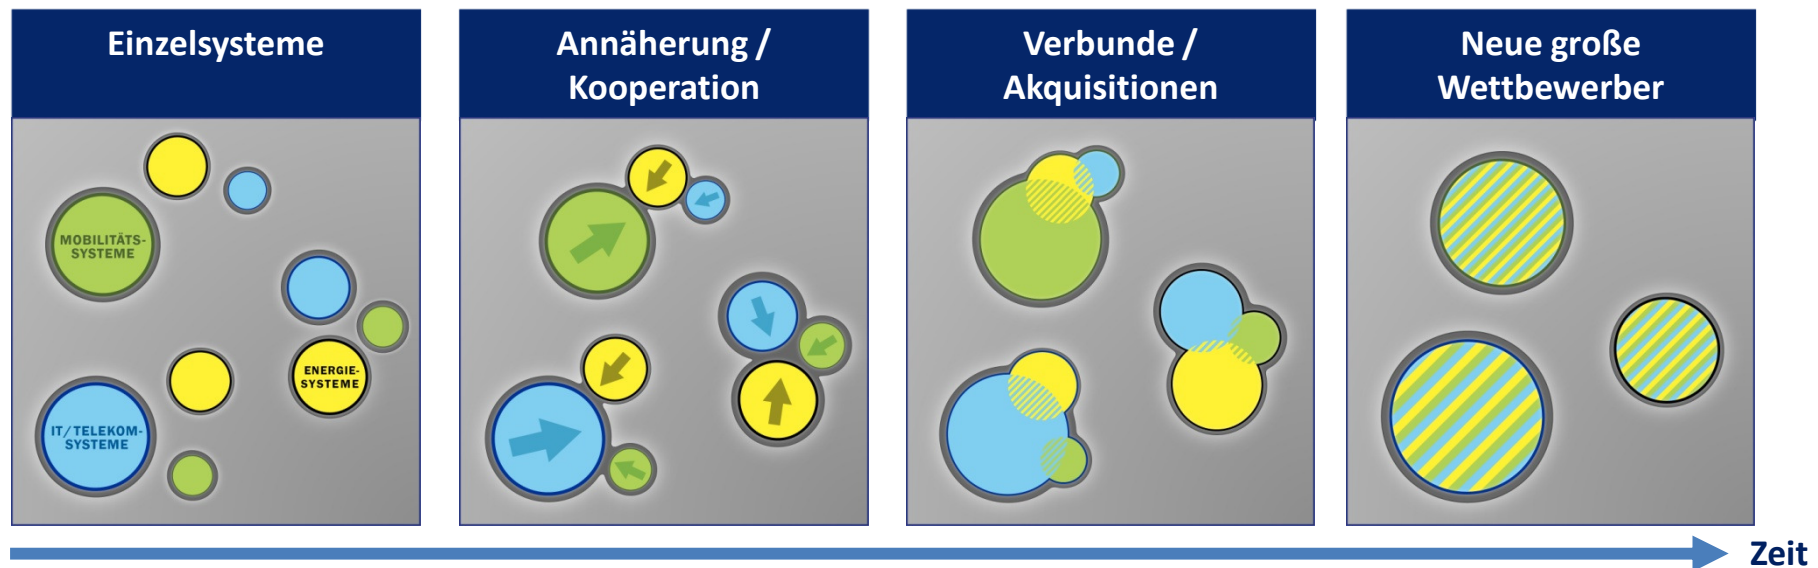 Einzelsysteme
Annäherung /
Kooperation
Verbunde /
Akquisitionen
Neue große
Wettbewerber
MOBILITÄTS-
SYSTEME
ENERGIE-
SYSTEME
IT/TELEKOM-
SYSTEME
Zeit